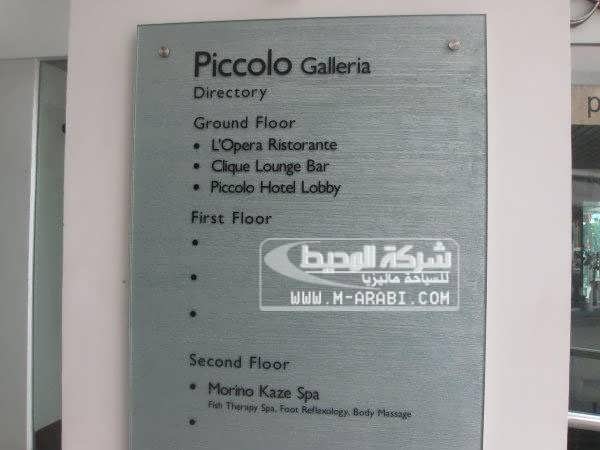 Piccolo Galleria
Directory
Ground Floor
• L'Opera Ristorante
• Clique Lounge Bar
• Piccolo Hotel Lobby
First Floor
•
•
•
شركة المحيط
للسياحة ماليزيا
WWW.M-ARABI.COM
Second Floor
• Morino Kaze Spa
Fish Therapy Spa, Foot Reflexology, Body Massage
•
p